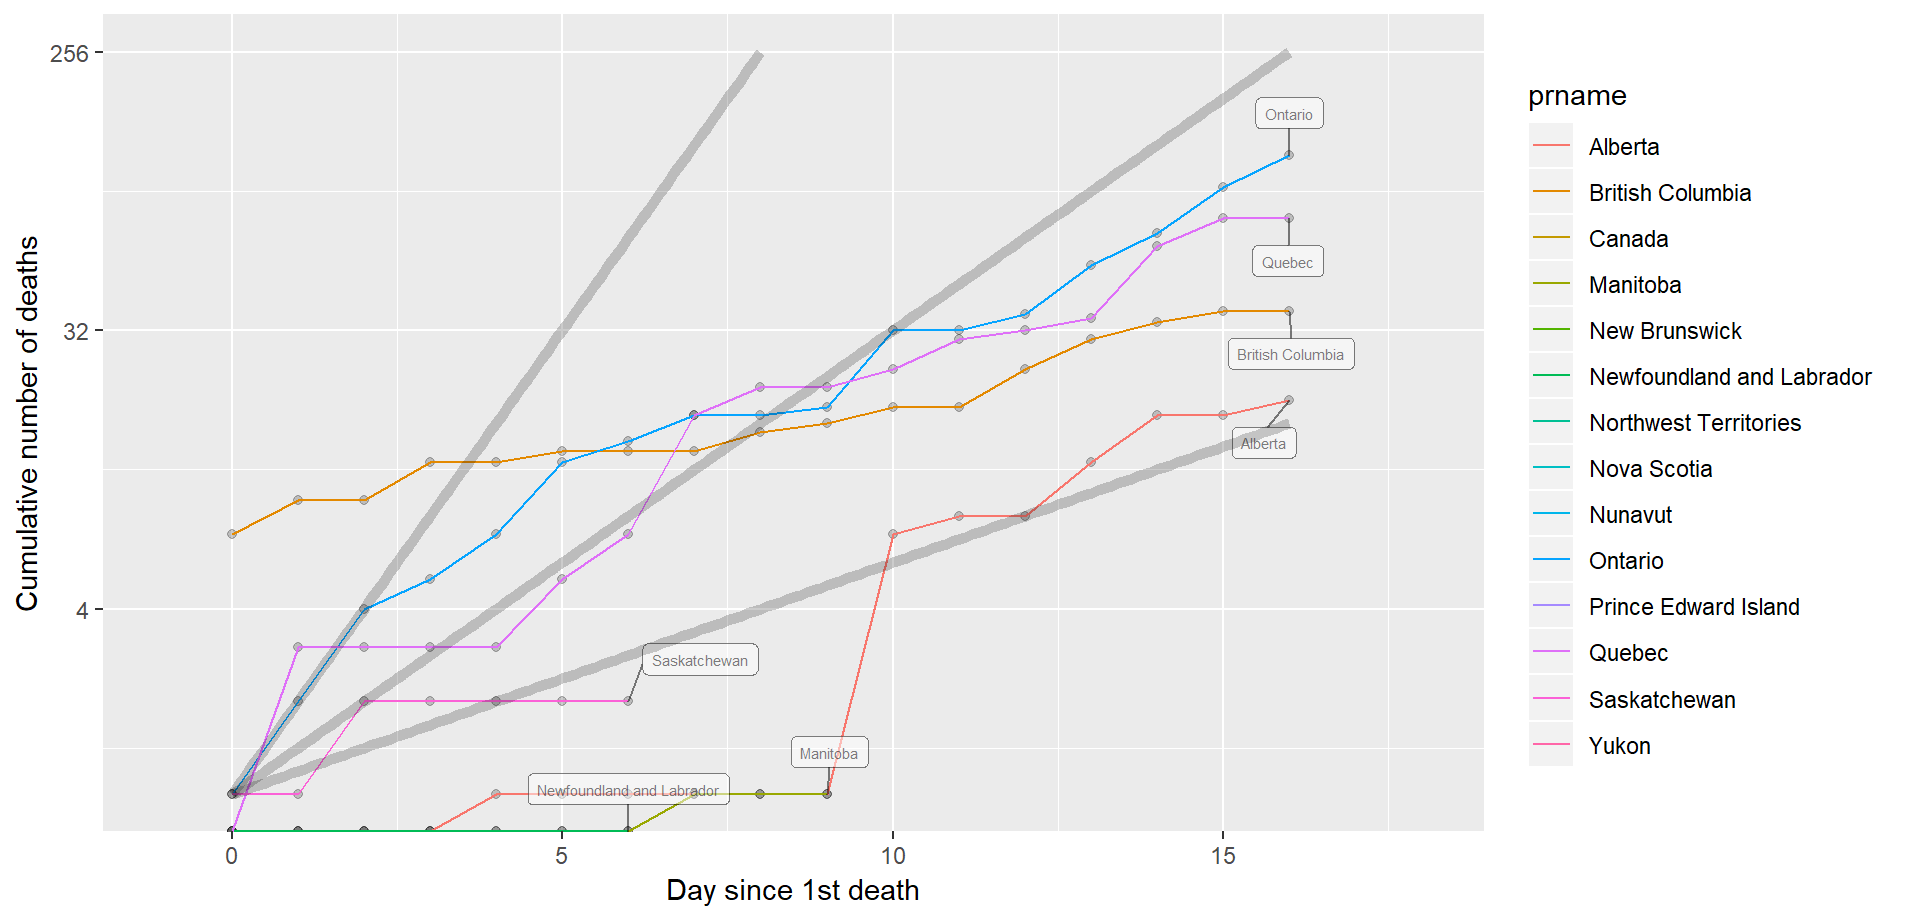 256
32
4
Cumulative number of deaths
0
5
10
15
Day since 1st death
Ontario
Quebec
British Columbia
Alberta
Saskatchewan
Manitoba
Newfoundland and Labrador
prname
Alberta
British Columbia
Canada
Manitoba
New Brunswick
Newfoundland and Labrador
Northwest Territories
Nova Scotia
Nunavut
Ontario
Prince Edward Island
Quebec
Saskatchewan
Yukon